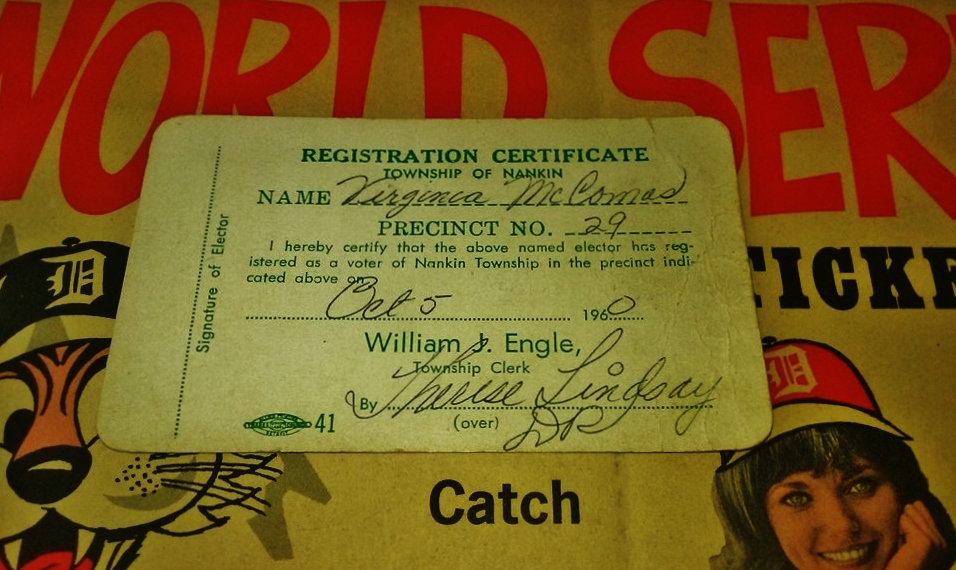 WORLD SER
REGISTRATION CERTIFICATE
TOWNSHIP OF NANKIN
NAME Virginia McComas
PRECINCT NO. 29
I hereby certify that the above named elector has reg-
istered as a voter of Nankin Township in the precinct indi-
cated above on
Oct 5 1960
William J. Engle,
Township Clerk
By Therese Lindsay
(over) DR
41
Signature of Elector
TICKE
D
D
Catch